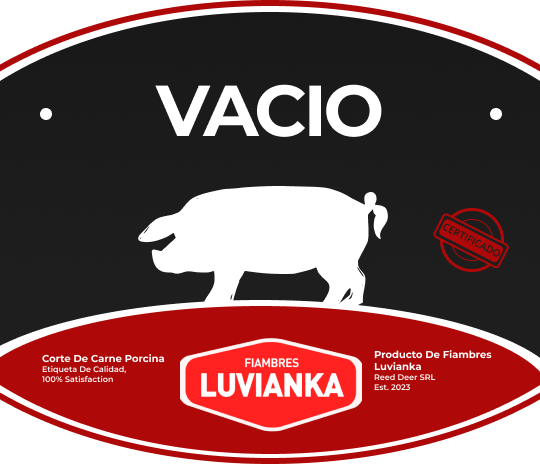 VACIO
CERTIFICADO
Corte De Carne Porcina
Etiqueta De Calidad,
100% Satisfaction
FIAMBRES
LUVIANKA
Producto De Fiambres
Luvianka
Reed Deer SRL
Est. 2023